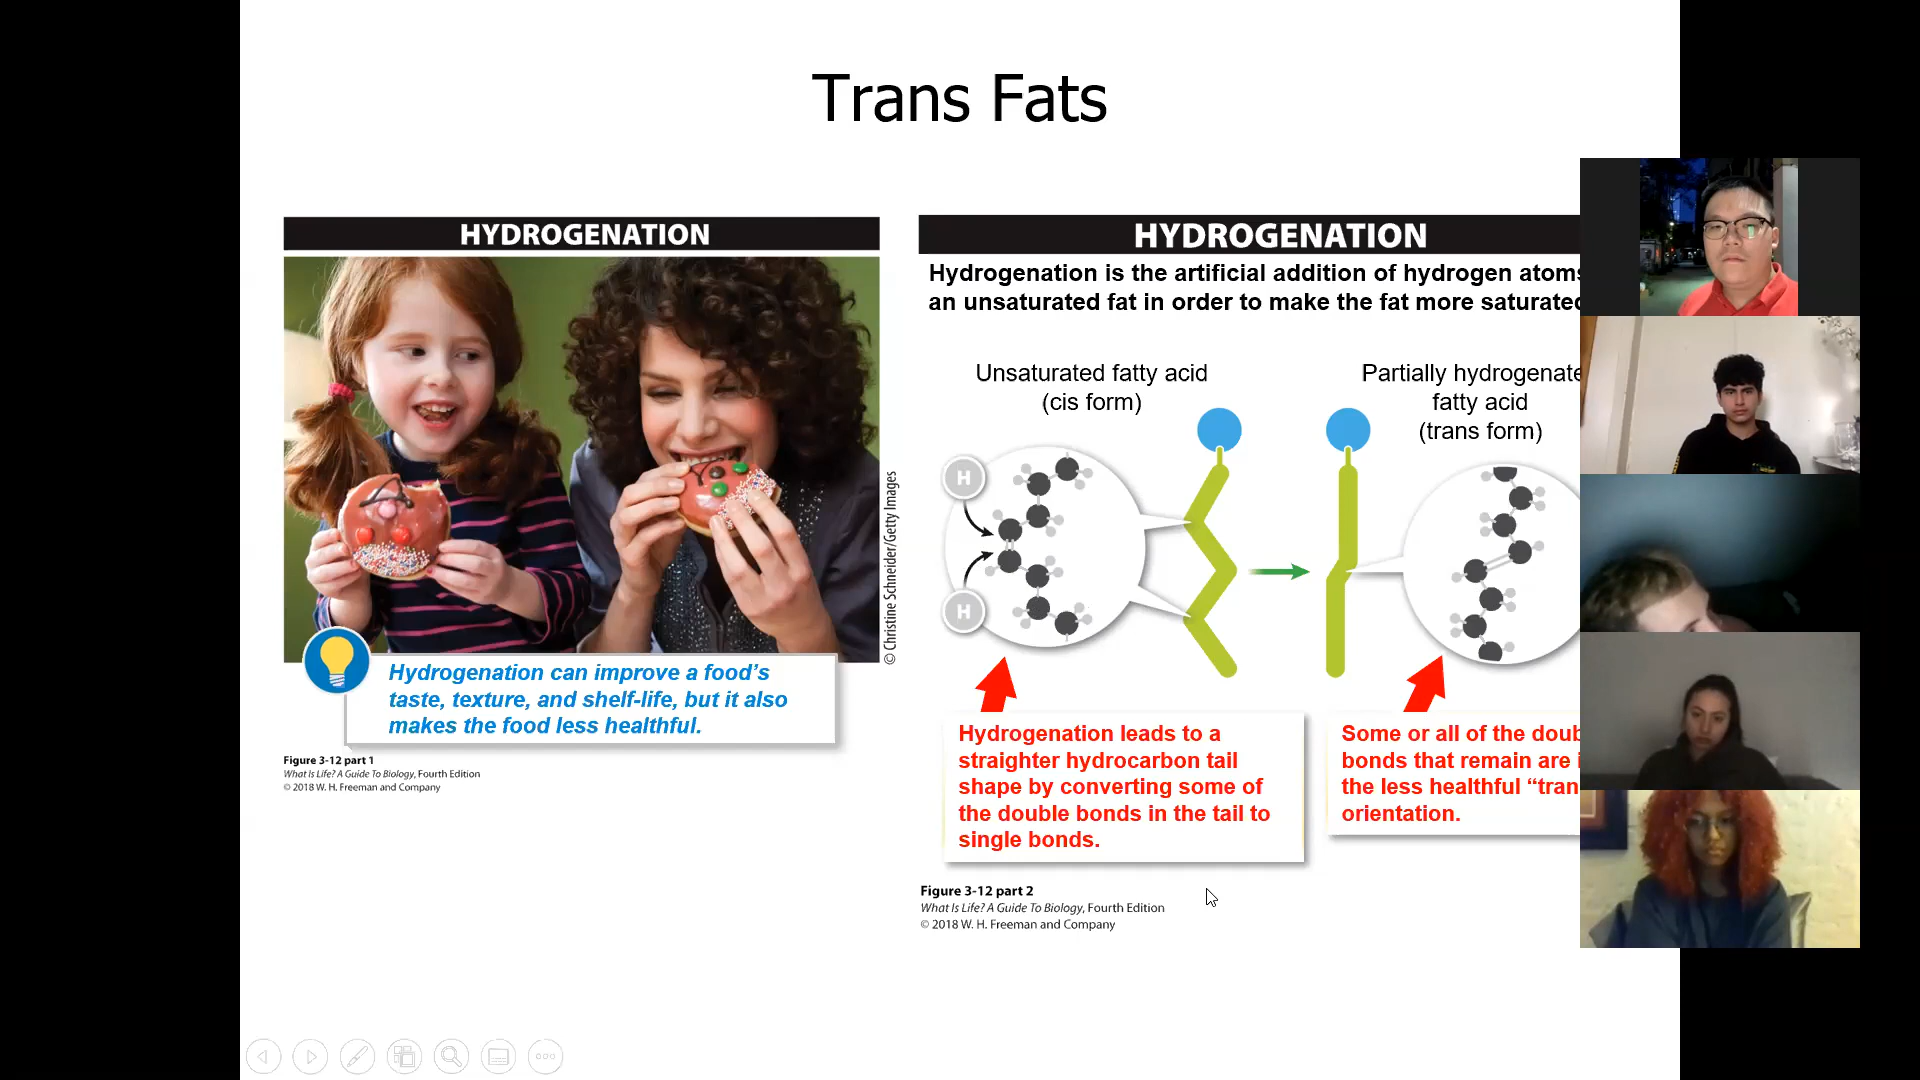 Trans Fats
HYDROGENATION
© Christine Schneider/Getty Images
Hydrogenation can improve a food's
taste, texture, and shelf-life, but it also
makes the food less healthful.
Figure 3-12 part 1
What Is Life? A Guide To Biology, Fourth Edition
© 2018 W. H. Freeman and Company
HYDROGENATION
Hydrogenation is the artificial addition of hydrogen atoms
an unsaturated fat in order to make the fat more saturated
Unsaturated fatty acid
(cis form)
Partially hydrogenate
fatty acid
(trans form)
H
H
Hydrogenation leads to a
straighter hydrocarbon tail
shape by converting some of
the double bonds in the tail to
single bonds.
Some or all of the doub
bonds that remain are i
the less healthful “tran
orientation.
Figure 3-12 part 2
What Is Life? A Guide To Biology, Fourth Edition
© 2018 W. H. Freeman and Company